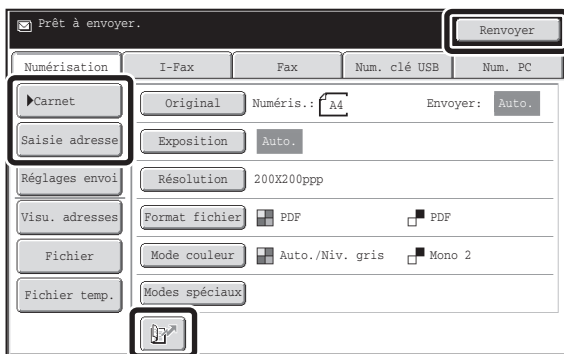 Prêt à envoyer.
Renvoyer
Numérisation I-Fax Fax Num. clé USB Num. PC
Carnet Original Numéris.: A4 Envoyer: Auto.
Saisie adresse Exposition Auto.
Réglages envoi Résolution 200X200ppp
Visu. adresses Format fichier PDF PDF
Fichier Mode couleur Auto./Niv. gris Mono 2
Fichier temp. Modes spéciaux